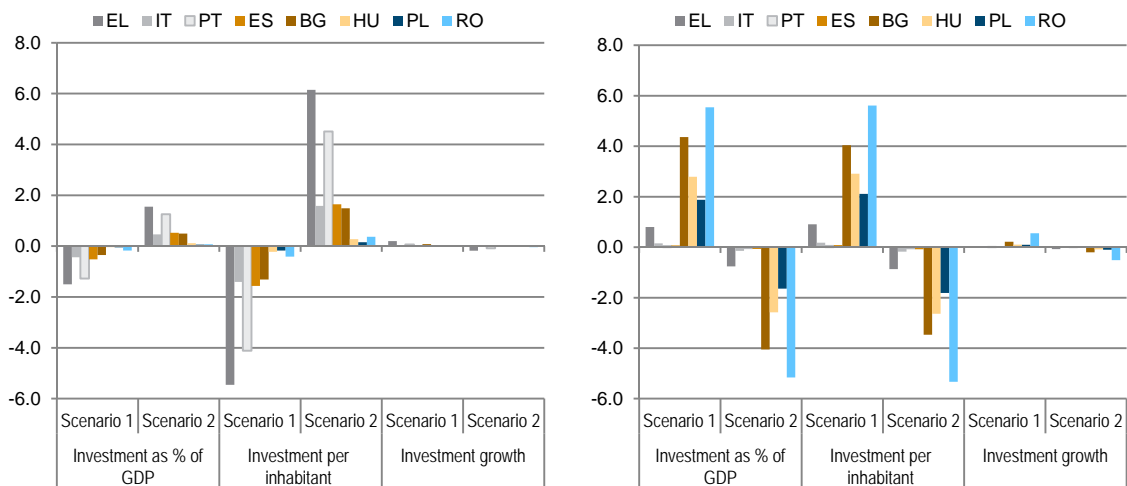 EL IT PT ES BG HU PL RO
8.0
6.0
4.0
2.0
0.0
-2.0
-4.0
-6.0
Scenario 1 Scenario 2 Scenario 1 Scenario 2 Scenario 1 Scenario 2
Investment as % of Investment per Investment growth
GDP inhabitant
EL IT PT ES BG HU PL RO
8.0
6.0
4.0
2.0
0.0
-2.0
-4.0
-6.0
Scenario 1 Scenario 2 Scenario 1 Scenario 2 Scenario 1 Scenario 2
Investment as % of Investment per Investment growth
GDP inhabitant